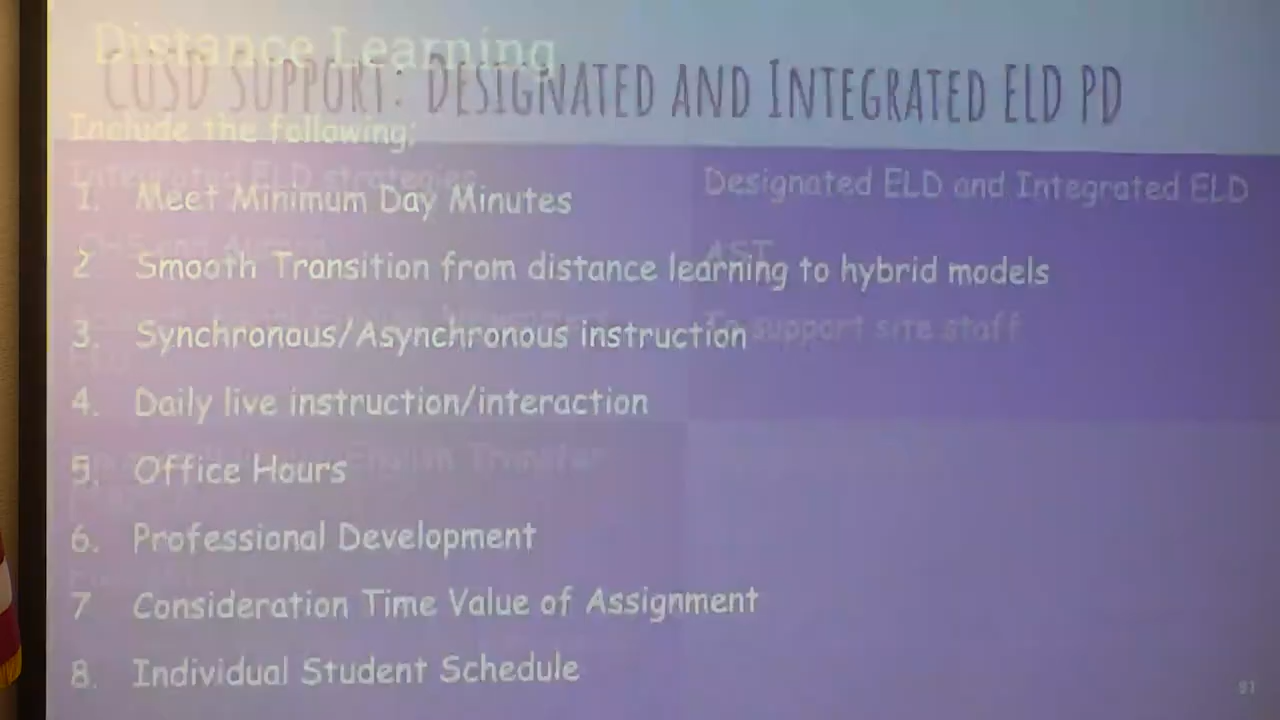 Distance Learning
CUSD Support: Designated and Integrated ELD PD
Include the following:
Integrated ELD strategies
Designated ELD and Integrated ELD
1. Meet Minimum Day Minutes
AST
2 Smooth Transition from distance learning to hybrid models
To support site staff
3. Synchronous/Asynchronous instruction
4. Daily live instruction/interaction
English Transfer
5. Office Hours
6. Professional Development
7 Consideration Time Value of Assignment
8. Individual Student Schedule
91